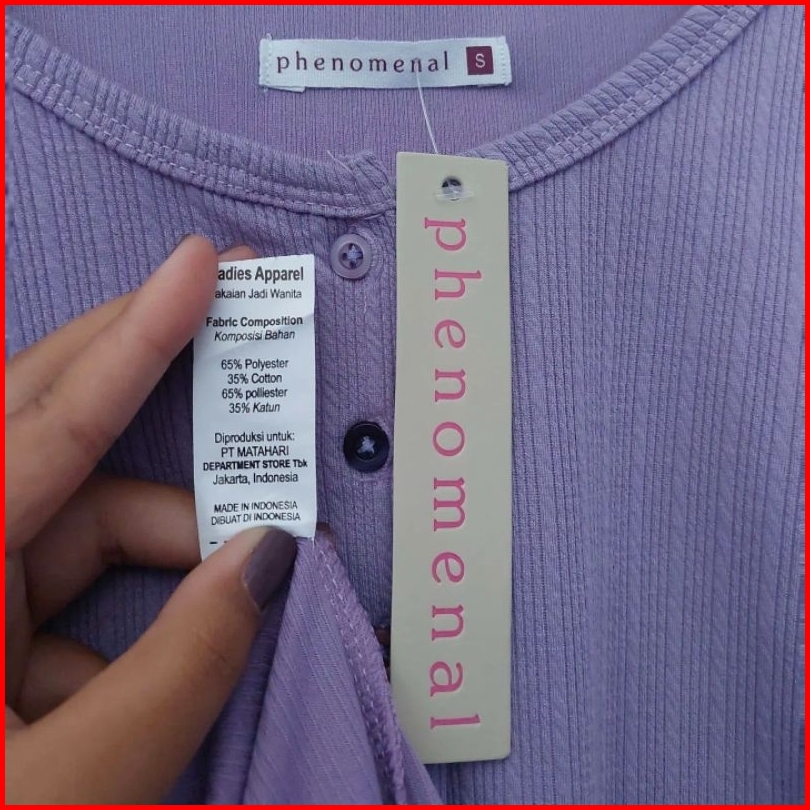 phenomenal S
phenomenal
adies Apparel
akaian Jadi Wanita
Fabric Composition
Komposisi Bahan
65% Polyester
35% Cotton
65% polliester
35% Katun
Diproduksi untuk:
PT MATAHARI
DEPARTMENT STORE Tbk
Jakarta, Indonesia
MADE IN INDONESIA
DIBUAT DI INDONESIA